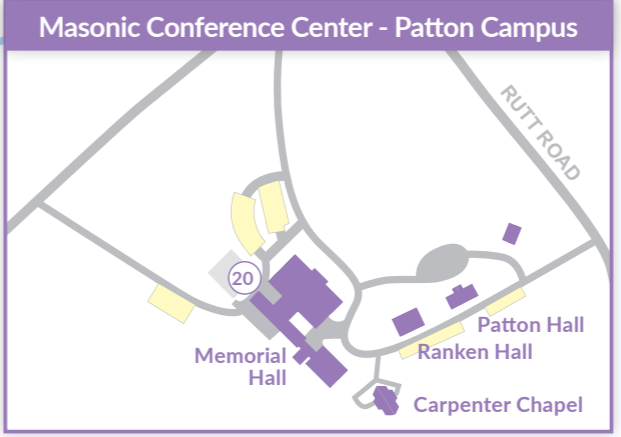 Masonic Conference Center - Patton Campus
RUTT ROAD
20
Patton Hall
Memorial
Hall
Ranken Hall
Carpenter Chapel